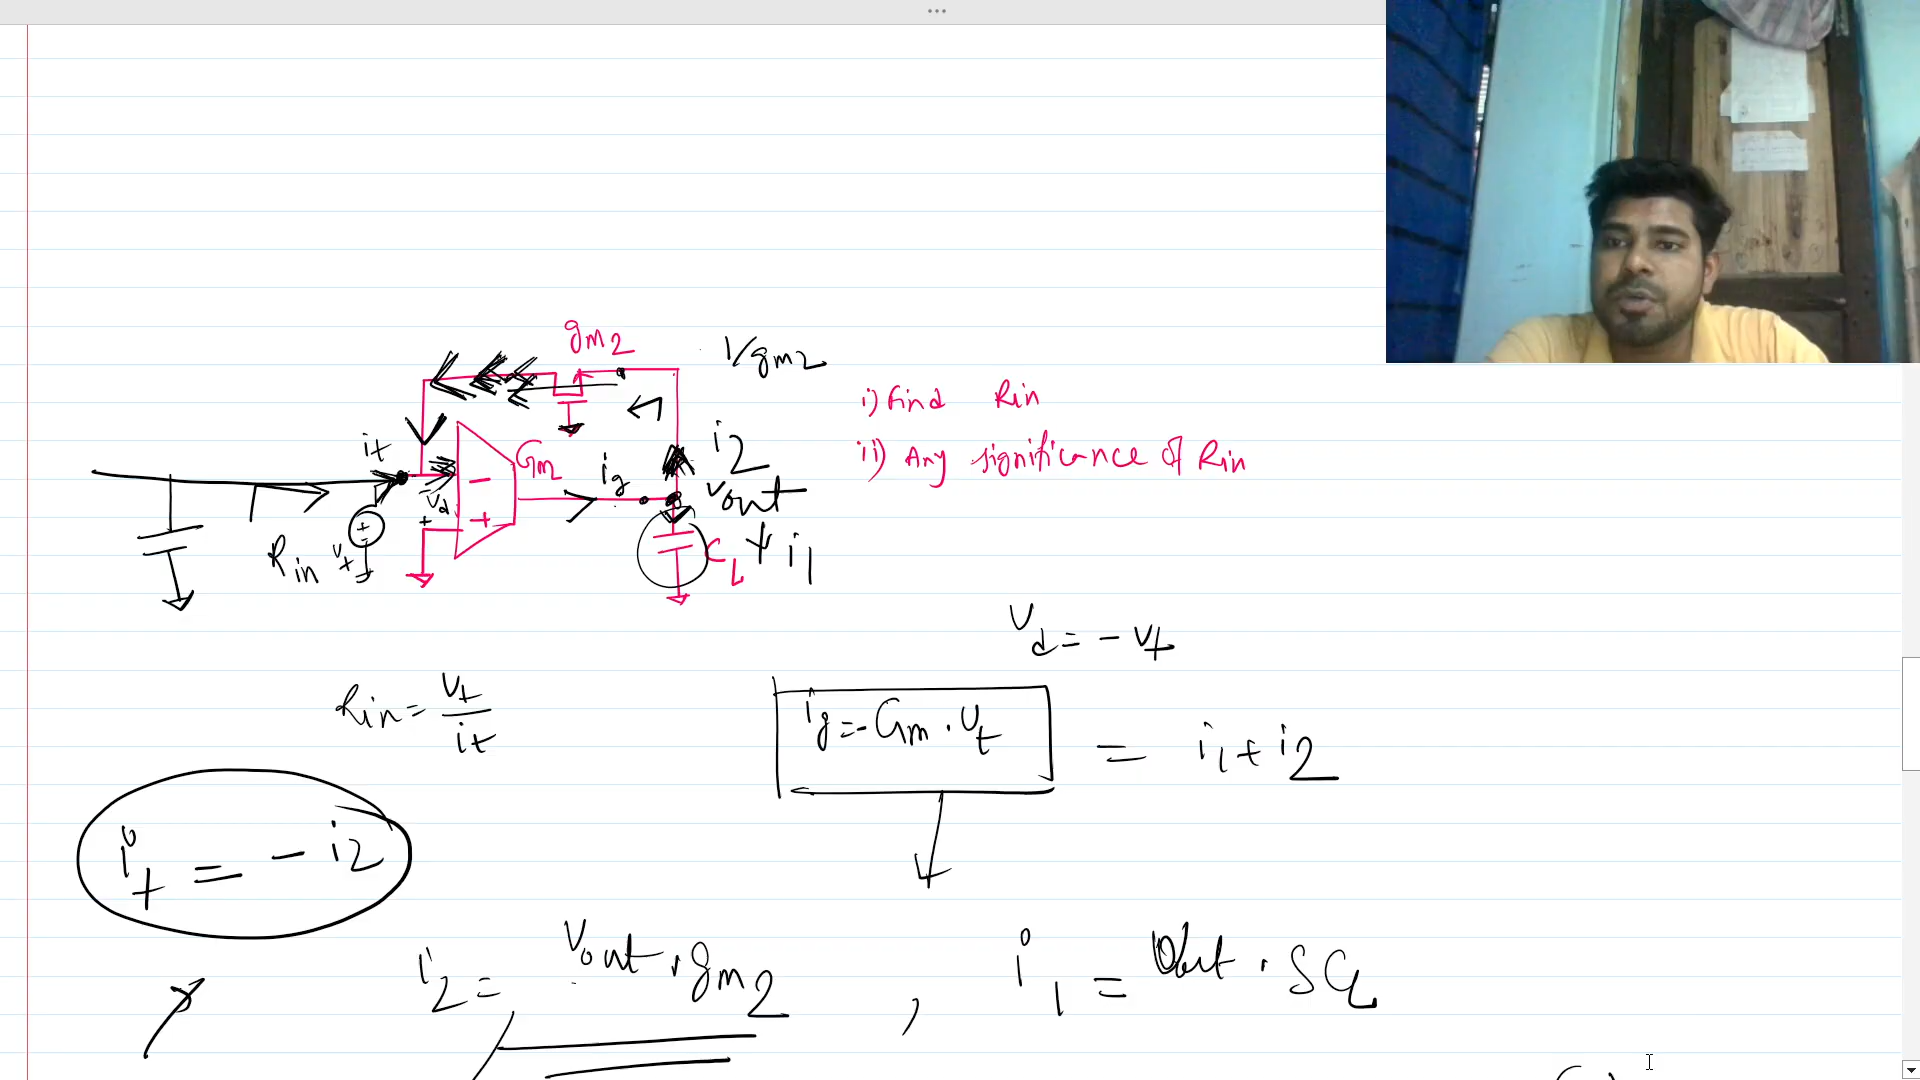 gm2
1/gm2
i) Find Rin
ii) Any significance of Rin
it
Gm
ig
i2
Vout
-
Vd
+
+
Rin
Vt
+
CL
i1
Vd = - Vt
Rin = Vt / it
ig = - Gm . Vt = i1 + i2
it = - i2
i2 = Vout . gm2 , i1 = Vout . SCL